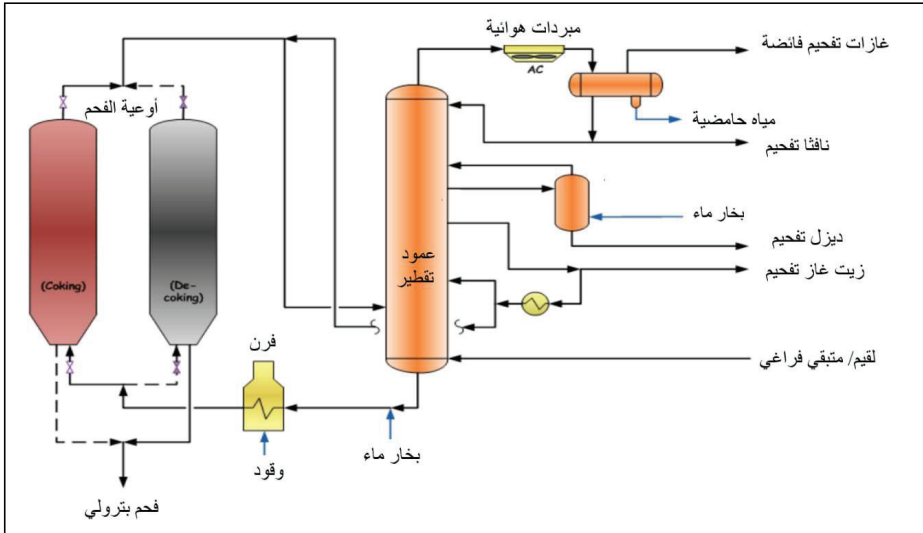 مبردات هوائية
AC
غازات تفحيم فائضة
مياه حامضية
نافثا تفحيم
أوعية الفحم
بخار ماء
ديزل تفحيم
زيت غاز تفحيم
عمود
تقطير
(Coking)
(De-
coking)
فرن
لقيم/ متبقي فراغي
بخار ماء
وقود
فحم بترولي